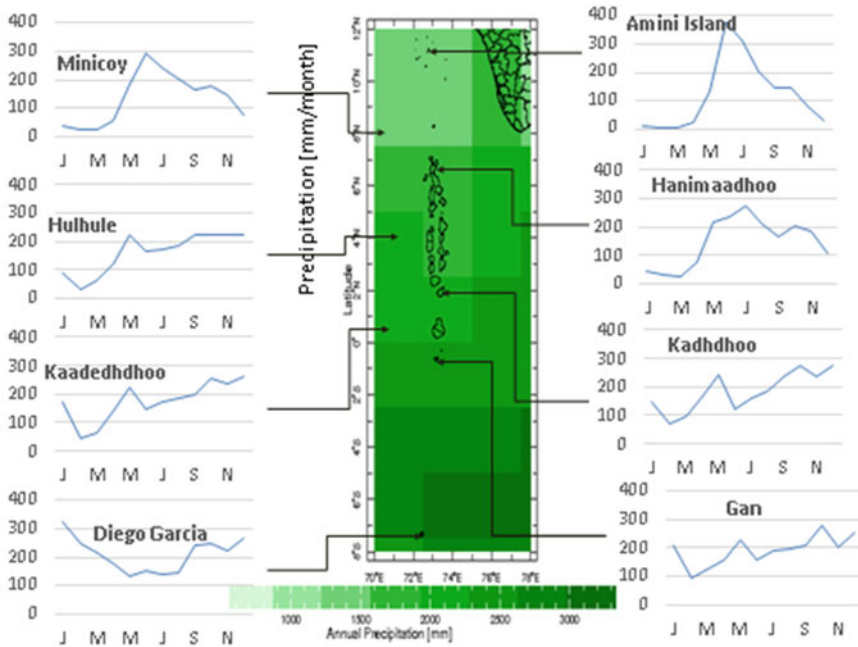 Minicoy
400
300
200
100
0
J M M J S N
Hulhule
400
300
200
100
0
J M M J S N
Kaadedhdhoo
400
300
200
100
0
J M M J S N
Diego Garcia
400
300
200
100
0
J M M J S N
Precipitation [mm/month]
Latitude
12°N
10°N
8°N
6°N
4°N
2°N
0°
2°S
4°S
6°S
8°S
70°E 72°E 74°E 76°E 78°E
1000 1500 2000 2500 3000
Annual Precipitation [mm]
Amini Island
400
300
200
100
0
J M M J S N
Hanimaadhoo
400
300
200
100
0
J M M J S N
Kadhdhoo
400
300
200
100
0
J M M J S N
Gan
400
300
200
100
0
J M M J S N